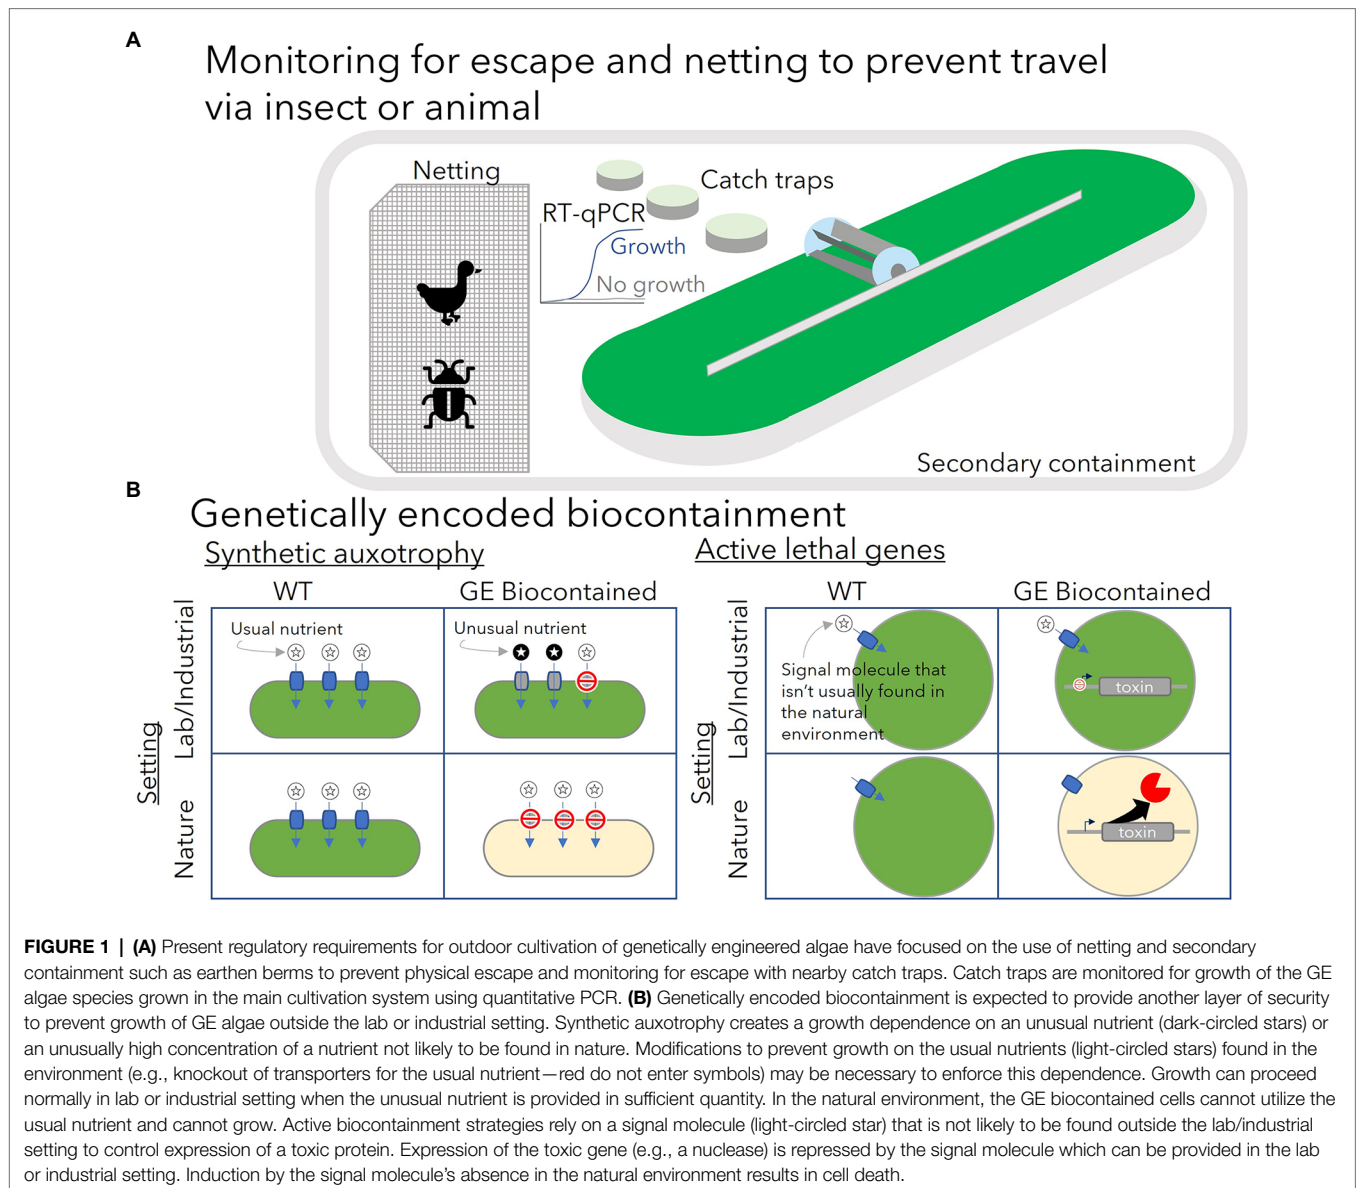 A
Monitoring for escape and netting to prevent travel
via insect or animal
Netting
Catch traps
RT-qPCR
Growth
No growth
Secondary containment
B
Genetically encoded biocontainment
Synthetic auxotrophy
Active lethal genes
WT
GE Biocontained
WT
GE Biocontained
Setting
Lab/Industrial
Usual nutrient
Unusual nutrient
Nature
Setting
Lab/Industrial
Signal molecule that
isn't usually found in
the natural
environment
toxin
Nature
toxin
FIGURE 1 | (A) Present regulatory requirements for outdoor cultivation of genetically engineered algae have focused on the use of netting and secondary
containment such as earthen berms to prevent physical escape and monitoring for escape with nearby catch traps. Catch traps are monitored for growth of the GE
algae species grown in the main cultivation system using quantitative PCR. (B) Genetically encoded biocontainment is expected to provide another layer of security
to prevent growth of GE algae outside the lab or industrial setting. Synthetic auxotrophy creates a growth dependence on an unusual nutrient (dark-circled stars) or
an unusually high concentration of a nutrient not likely to be found in nature. Modifications to prevent growth on the usual nutrients (light-circled stars) found in the
environment (e.g., knockout of transporters for the usual nutrient—red do not enter symbols) may be necessary to enforce this dependence. Growth can proceed
normally in lab or industrial setting when the unusual nutrient is provided in sufficient quantity. In the natural environment, the GE biocontained cells cannot utilize the
usual nutrient and cannot grow. Active biocontainment strategies rely on a signal molecule (light-circled star) that is not likely to be found outside the lab/industrial
setting to control expression of a toxic protein. Expression of the toxic gene (e.g., a nuclease) is repressed by the signal molecule which can be provided in the lab
or industrial setting. Induction by the signal molecule's absence in the natural environment results in cell death.